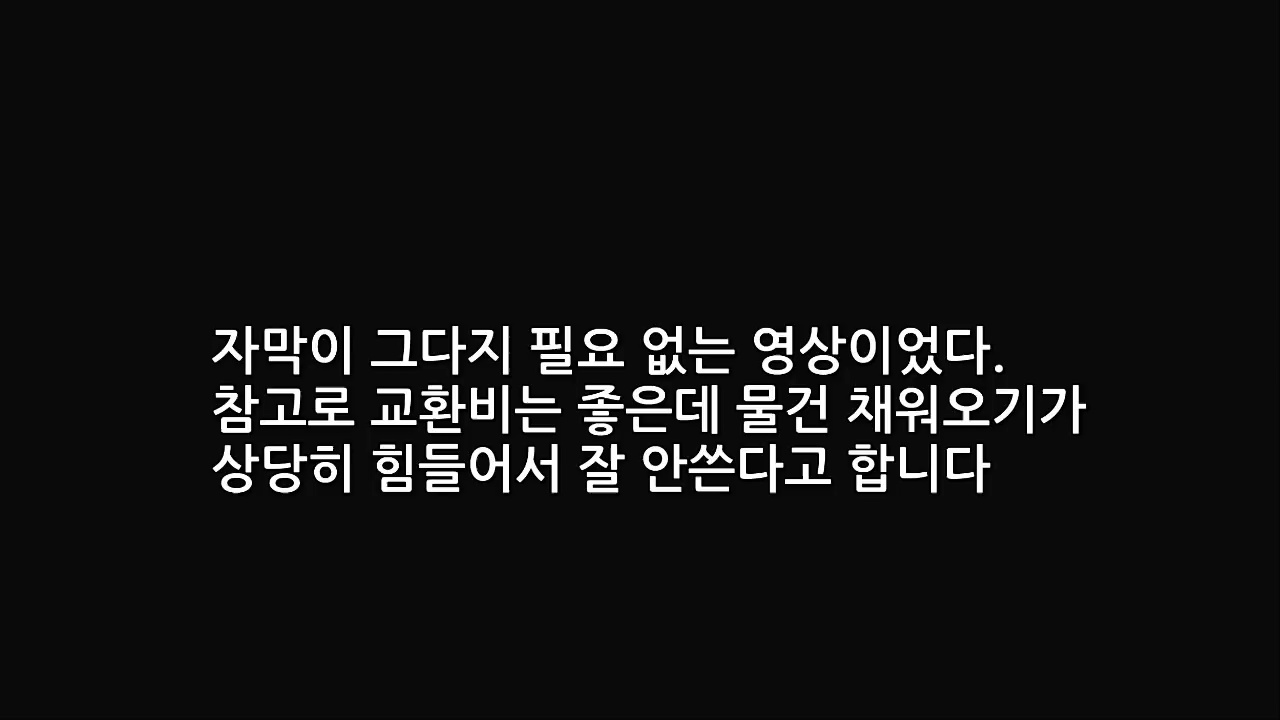 자막이 그다지 필요 없는 영상이었다.
참고로 교환비는 좋은데 물건 채워오기가
상당히 힘들어서 잘 안쓴다고 합니다